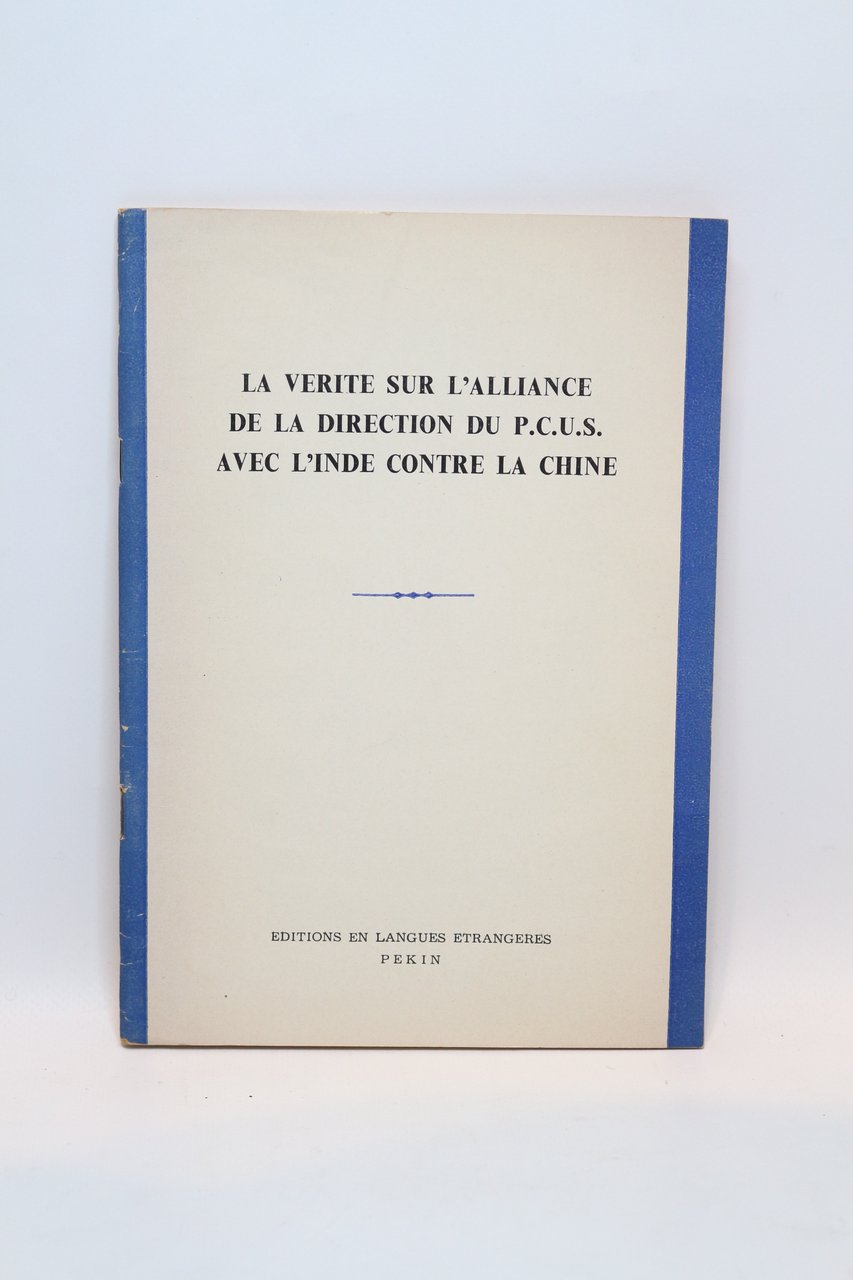 LA VERITE SUR L'ALLIANCE
DE LA DIRECTION DU P.C.U.S.
AVEC L'INDE CONTRE LA CHINE
EDITIONS EN LANGUES ETRANGERES
PEKIN